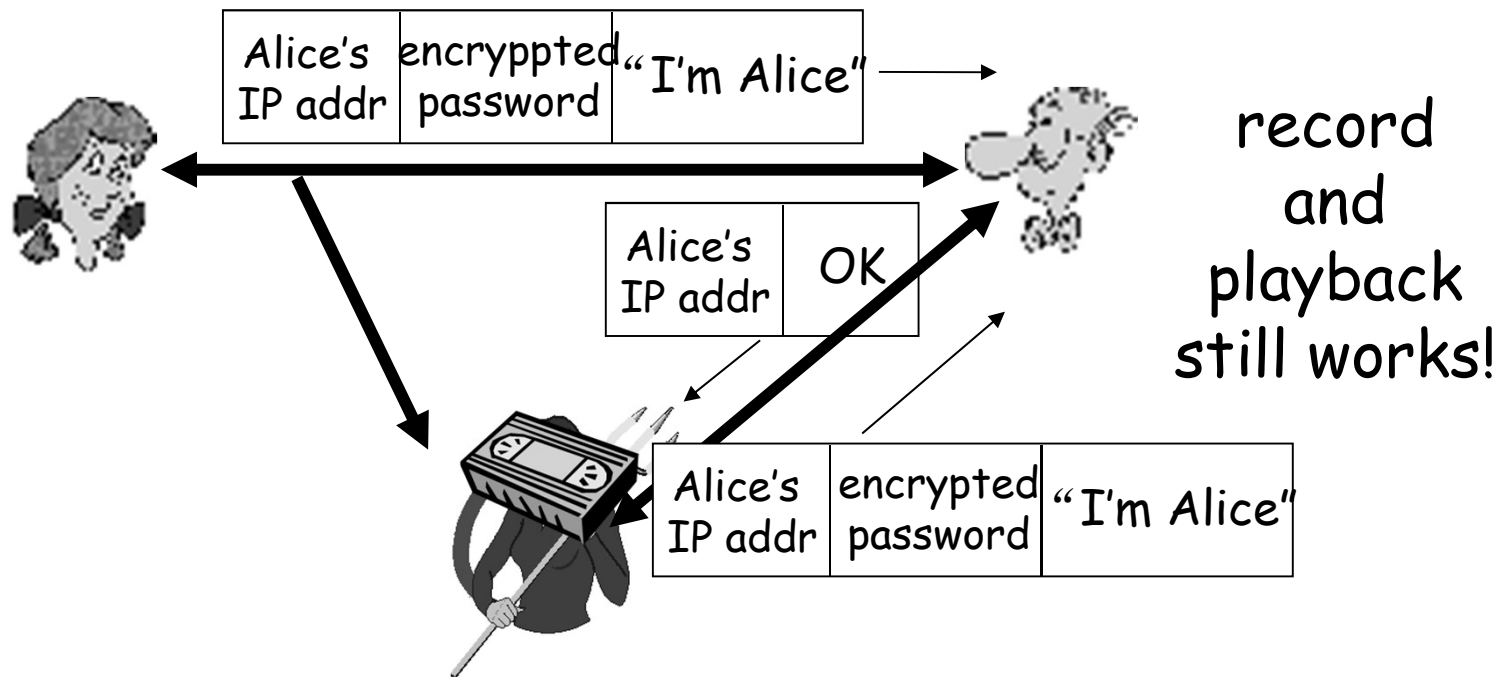 Alice's
IP addr
encryppted
password
“I'm Alice”
record
and
playback
still works!
Alice's
IP addr
OK
Alice's
IP addr
encrypted
password
“I'm Alice”